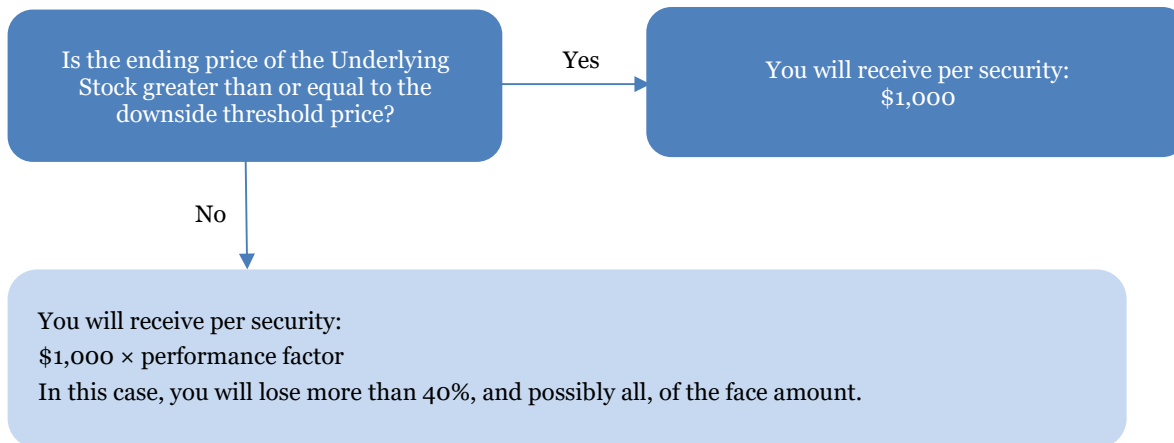 Is the ending price of the Underlying
Stock greater than or equal to the
downside threshold price?
Yes
You will receive per security:
$1,000
No
You will receive per security:
$1,000 × performance factor
In this case, you will lose more than 40%, and possibly all, of the face amount.